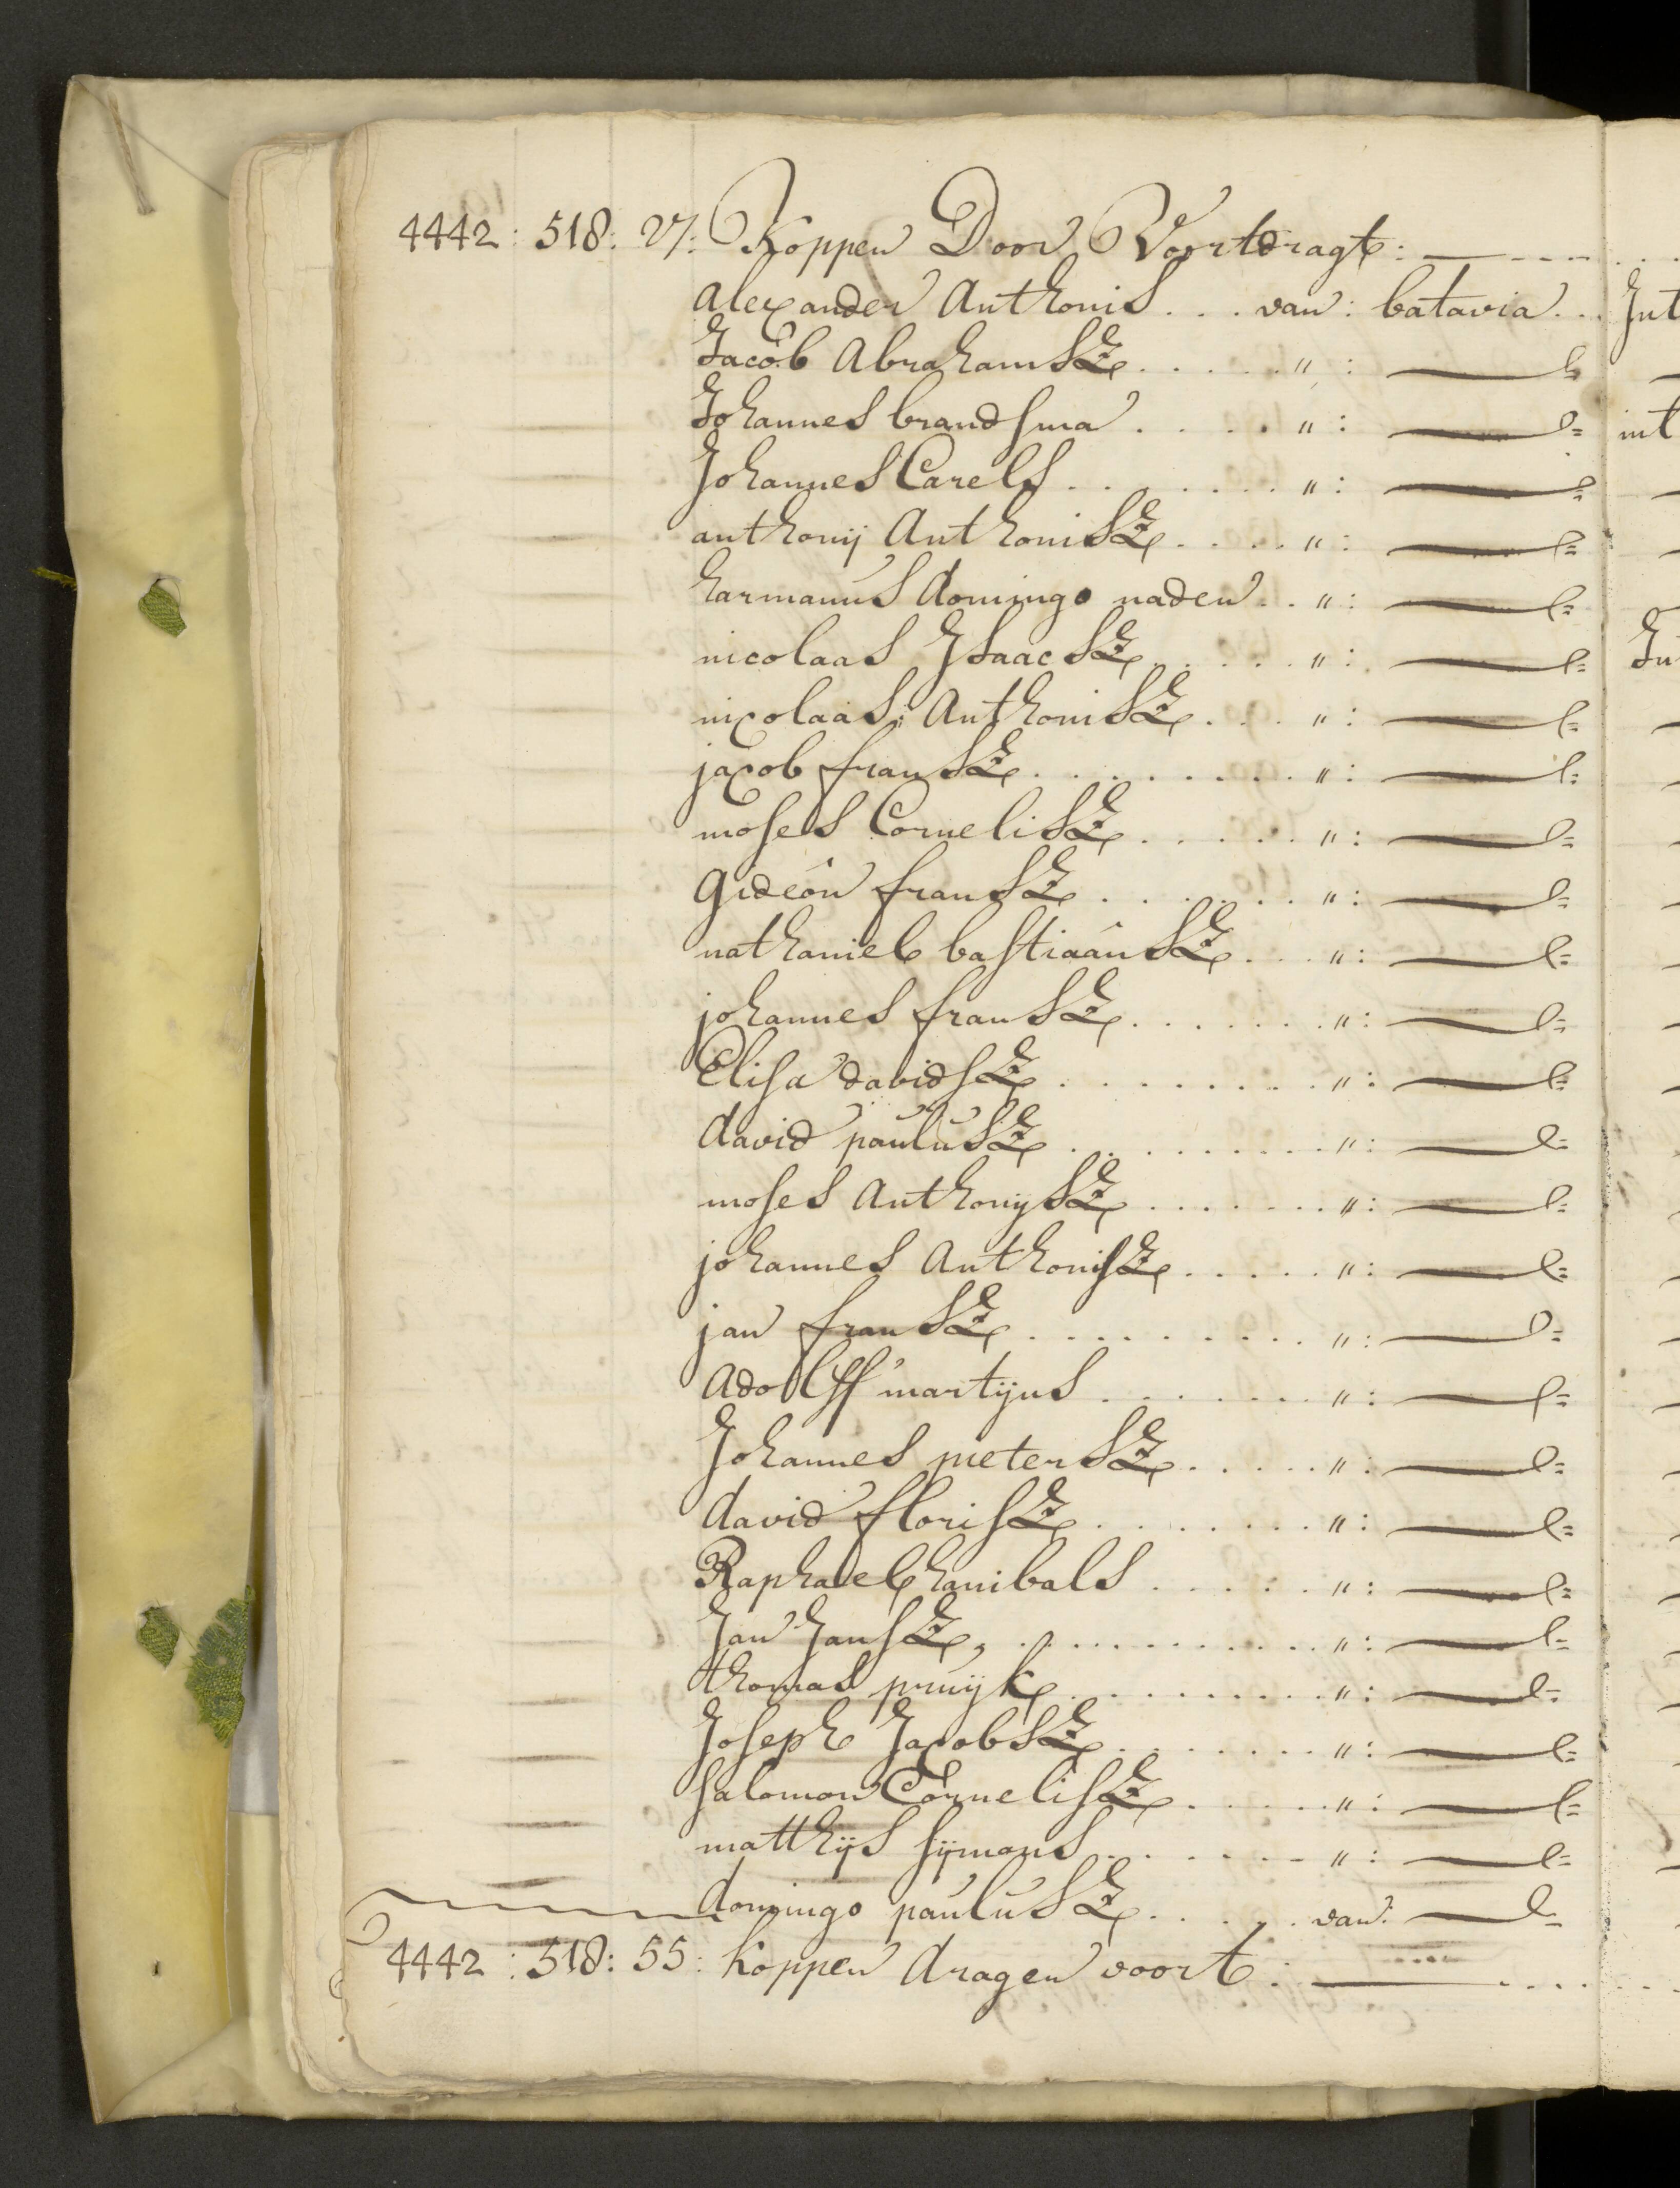 4442: 518: 27: Koppen Door Voortdragt:
Alexander Anthonis . . . van: batavia . .
Jacob AbrahamSZ . . . . . ":
Johannes brandsma . . . . ":
Johannes Carels . . . . . ":
anthonij AnthoniSZ . . . . ":
harmanus domingo naden . . ":
nicolaas JsaacSZ . . . . ":
nicolaas: AnthoniSZ . . . ":
jacob franSZ . . . . . . . ":
moses CorneliSZ . . . . . ":
Gideon franSZ . . . . . . ":
nathaniel bastiaanSZ . . . ":
johannes franSZ . . . . . . ":
Elisa davidsZ . . . . . . . ":
david pauluSZ . . . . . . . ":
moses AnthonySZ . . . . . . ":
johannes AnthonisZ . . . . . ":
jan franSZ . . . . . . . . ":
Adolff martijns . . . . . . ":
Johannes pieterSZ . . . . . ":
david florisZ . . . . . . . ":
Raphael hanibals . . . . . ":
Jan JansZ, . . . . . . . . ":
thomas pruijk . . . . . . . ":
Joseph JacobSZ . . . . . . ":
salomon CornelisZ . . . . . ":
matthijs sijmons . . . . . ":
domingo pauluSZ . . . . . van:
4442: 518: 55: koppen dragen voort:
Int
int
In